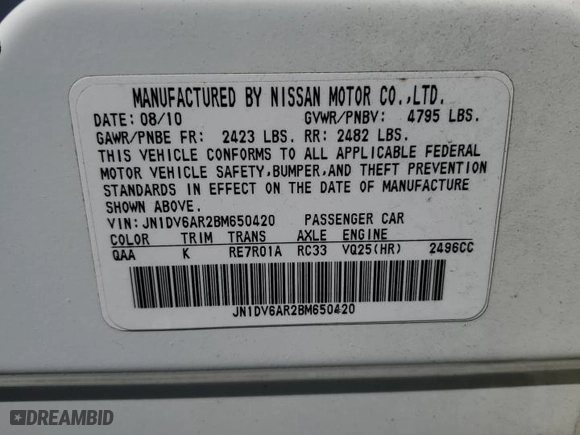 MANUFACTURED BY NISSAN MOTOR CO.,LTD.
DATE: 08/10 GVWR/PNBV: 4795 LBS.
GAWR/PNBE FR: 2423 LBS. RR: 2482 LBS.
THIS VEHICLE CONFORMS TO ALL APPLICABLE FEDERAL
MOTOR VEHICLE SAFETY,BUMPER,AND THEFT PREVENTION
STANDARDS IN EFFECT ON THE DATE OF MANUFACTURE
SHOWN ABOVE.
VIN: JN1DV6AR2BM650420 PASSENGER CAR
COLOR TRIM TRANS AXLE ENGINE
QAA K RE7R01A RC33 VQ25(HR) 2496CC
JN1DV6AR2BM650420
DREAMBID